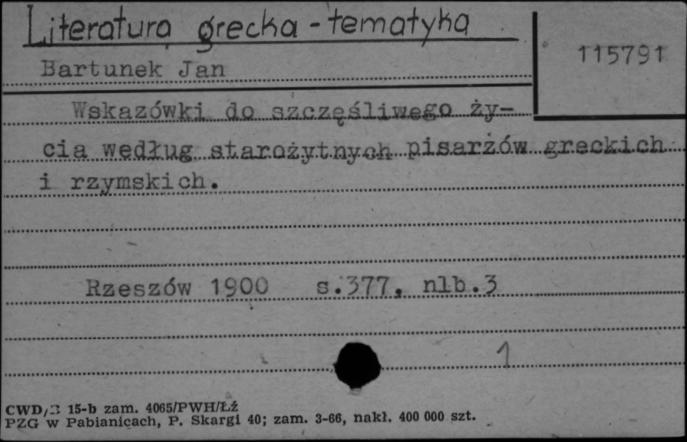 Literatura grecka - tematyka
115791
Bartunek Jan
Wskazówki do szczęśliwego ży-
cia według starożytnych pisarzów greckich
i rzymskich.
Rzeszów 1900 s.377, nlb.3
1
CWD, 15-b zam. 4065/PWH/Łź
PZG w Pabianicach, P. Skargi 40; zam. 3-66, nakł. 400 000 szt.